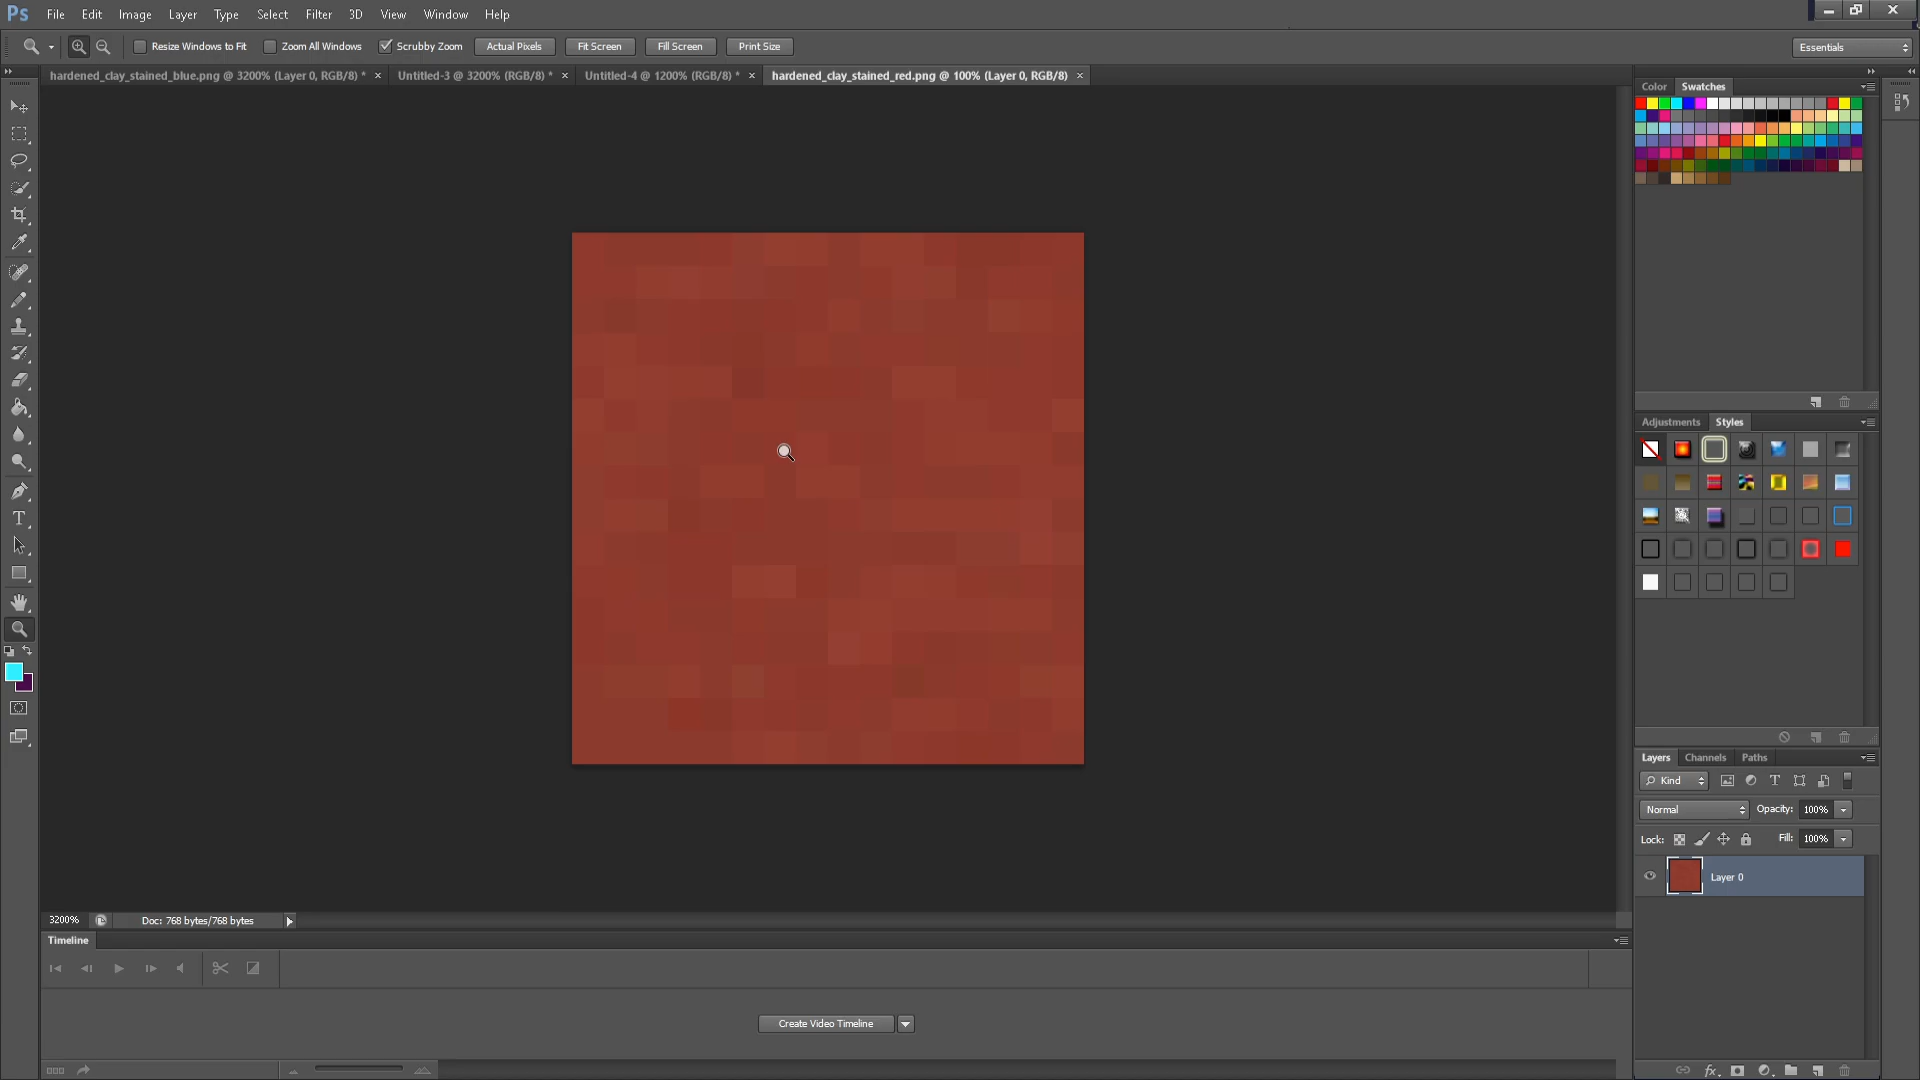 Ps File Edit Image Layer Type Select Filter 3D View Window Help
Resize Windows to Fit Zoom All Windows Scrubby Zoom Actual Pixels Fit Screen Fill Screen Print Size Essentials
hardened_clay_stained_blue.png @ 3200% (Layer 0, RGB/8) * × Untitled-3 @ 3200% (RGB/8) * × Untitled-4 @ 1200% (RGB/8) * × hardened_clay_stained_red.png @ 100% (Layer 0, RGB/8) ×
Color Swatches
Adjustments Styles
T
Layers Channels Paths
Kind T
Normal Opacity: 100%
Lock: Fill: 100%
Layer 0
3200% Doc: 768 bytes/768 bytes
Timeline
Create Video Timeline
fx